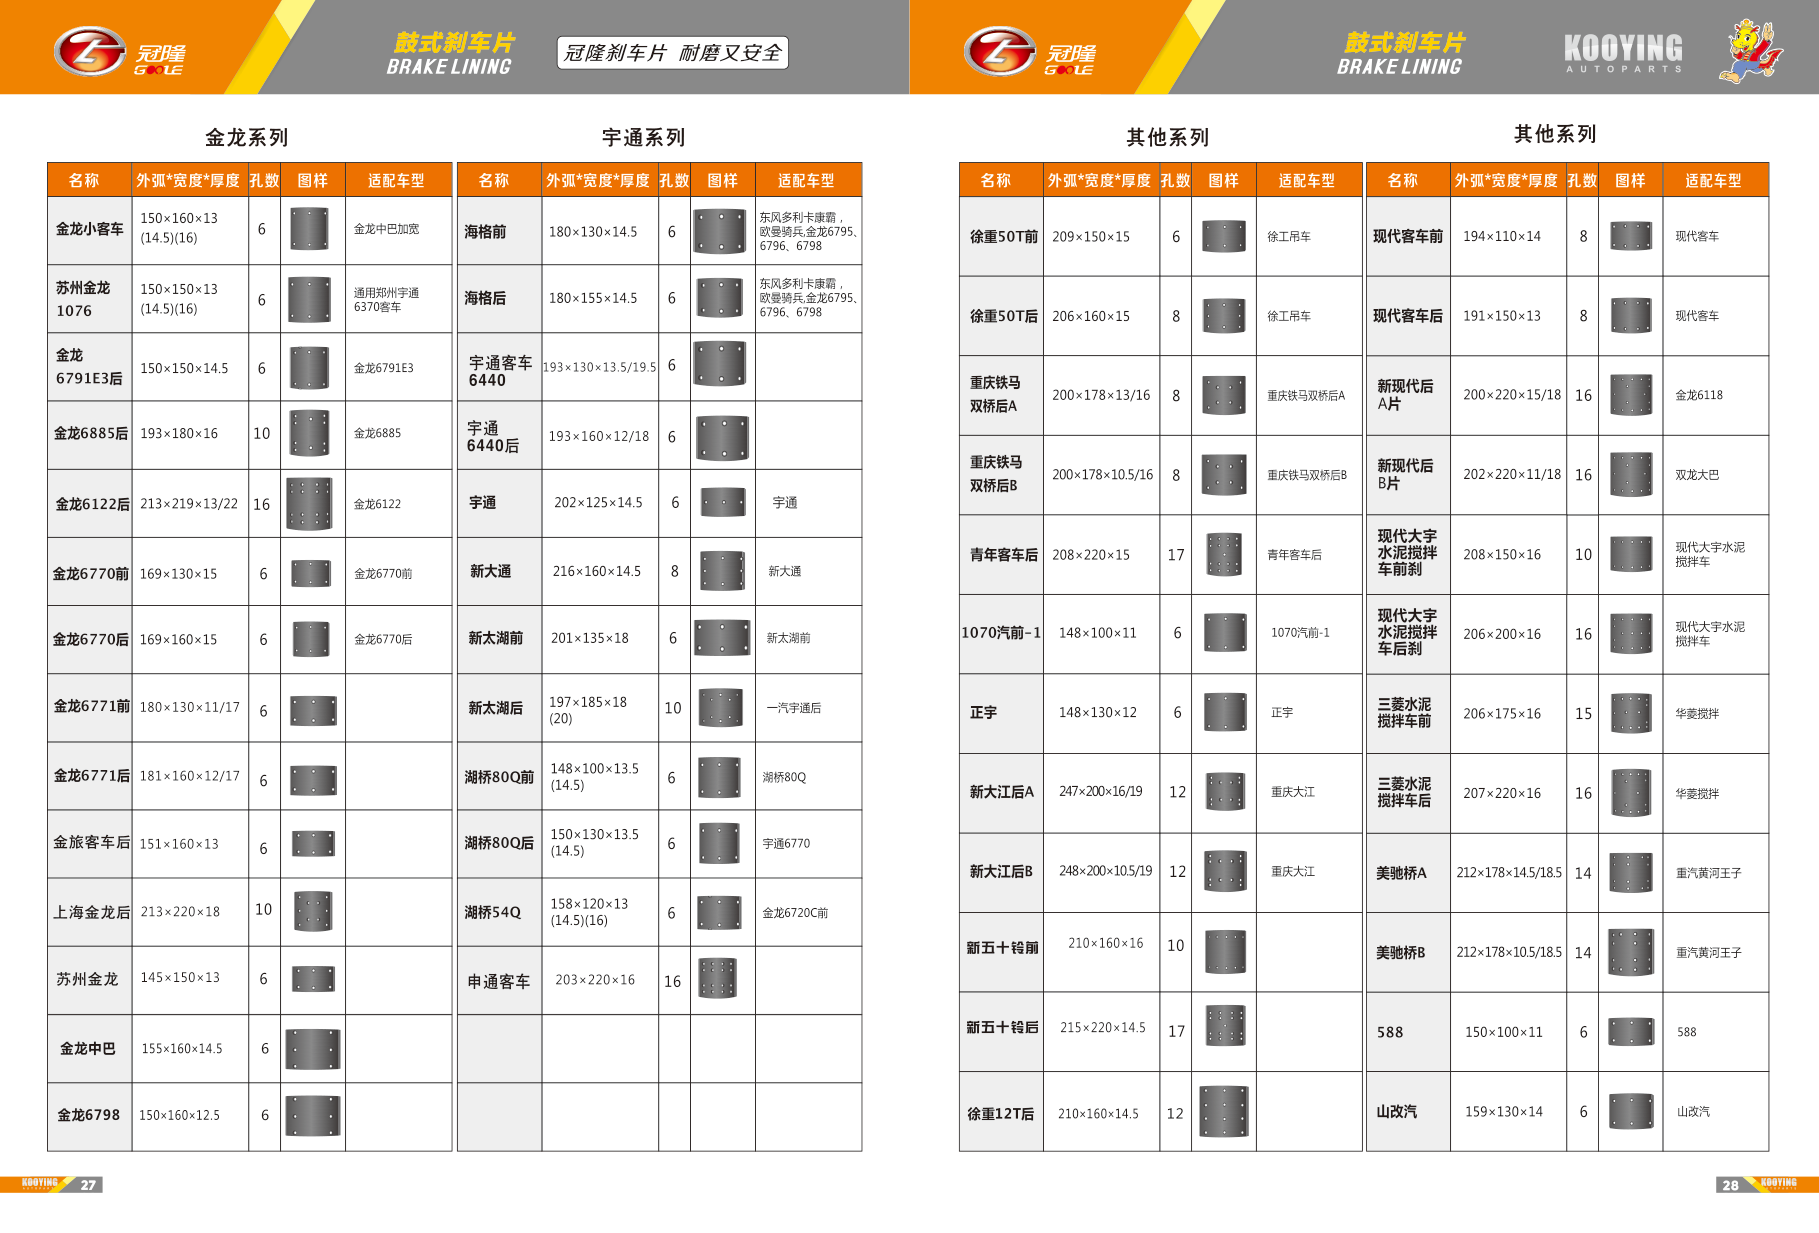 冠隆
GOOLE
鼓式刹车片
BRAKE LINING
冠隆刹车片 耐磨又安全
金龙系列
名称 外弧*宽度*厚度 孔数 图样 适配车型
金龙小客车 150×160×13 (14.5)(16) 6 金龙中巴加宽
苏州金龙 1076 150×150×13 (14.5)(16) 6 通用郑州宇通 6370客车
金龙 6791E3后 150×150×14.5 6 金龙6791E3
金龙6885后 193×180×16 10 金龙6885
金龙6122后 213×219×13/22 16 金龙6122
金龙6770前 169×130×15 6 金龙6770前
金龙6770后 169×160×15 6 金龙6770后
金龙6771前 180×130×11/17 6
金龙6771后 181×160×12/17 6
金旅客车后 151×160×13 6
上海金龙后 213×220×18 10
苏州金龙 145×150×13 6
金龙中巴 155×160×14.5 6
金龙6798 150×160×12.5 6
宇通系列
名称 外弧*宽度*厚度 孔数 图样 适配车型
海格前 180×130×14.5 6 东风多利卡康霸, 欧曼骑兵,金龙6795、 6796、6798
海格后 180×155×14.5 6 东风多利卡康霸, 欧曼骑兵,金龙6795、 6796、6798
宇通客车 6440 193×130×13.5/19.5 6
宇通 6440后 193×160×12/18 6
宇通 202×125×14.5 6 宇通
新大通 216×160×14.5 8 新大通
新太湖前 201×135×18 6 新太湖前
新太湖后 197×185×18 (20) 10 一汽宇通后
湖桥80Q前 148×100×13.5 (14.5) 6 湖桥80Q
湖桥80Q后 150×130×13.5 (14.5) 6 宇通6770
湖桥54Q 158×120×13 (14.5)(16) 6 金龙6720C前
申通客车 203×220×16 16
KOOYING
27
冠隆
GOOLE
鼓式刹车片
BRAKE LINING
KOOYING
AUTOPARTS
其他系列
名称 外弧*宽度*厚度 孔数 图样 适配车型
徐重50T前 209×150×15 6 徐工吊车
徐重50T后 206×160×15 8 徐工吊车
重庆铁马 双桥后A 200×178×13/16 8 重庆铁马双桥后A
重庆铁马 双桥后B 200×178×10.5/16 8 重庆铁马双桥后B
青年客车后 208×220×15 17 青年客车后
1070汽前-1 148×100×11 6 1070汽前-1
正宇 148×130×12 6 正宇
新大江后A 247×200×16/19 12 重庆大江
新大江后B 248×200×10.5/19 12 重庆大江
新五十铃前 210×160×16 10
新五十铃后 215×220×14.5 17
徐重12T后 210×160×14.5 12
其他系列
名称 外弧*宽度*厚度 孔数 图样 适配车型
现代客车前 194×110×14 8 现代客车
现代客车后 191×150×13 8 现代客车
新现代后 A片 200×220×15/18 16 金龙6118
新现代后 B片 202×220×11/18 16 双龙大巴
现代大宇 水泥搅拌 车前刹 208×150×16 10 现代大宇水泥 搅拌车
现代大宇 水泥搅拌 车后刹 206×200×16 16 现代大宇水泥 搅拌车
三菱水泥 搅拌车前 206×175×16 15 华菱搅拌
三菱水泥 搅拌车后 207×220×16 16 华菱搅拌
美驰桥A 212×178×14.5/18.5 14 重汽黄河王子
美驰桥B 212×178×10.5/18.5 14 重汽黄河王子
588 150×100×11 6 588
山改汽 159×130×14 6 山改汽
28
KOOYING